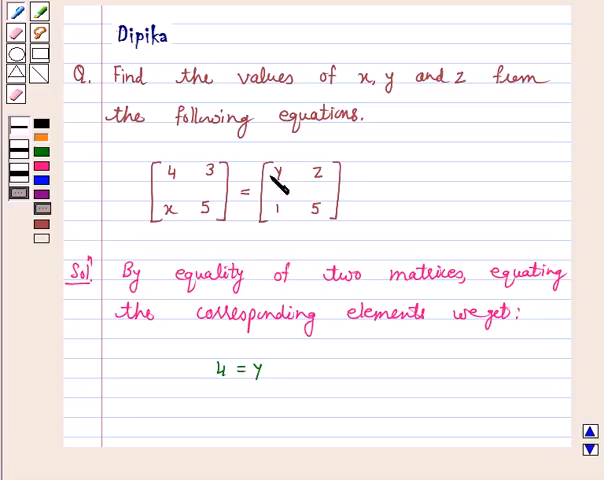 Dipika
Q. Find the values of x, y and z from
the following equations.
4 3 = y z
x 5 1 5
Solⁿ. By equality of two matrices, equating
the corresponding elements we get:
4 = y